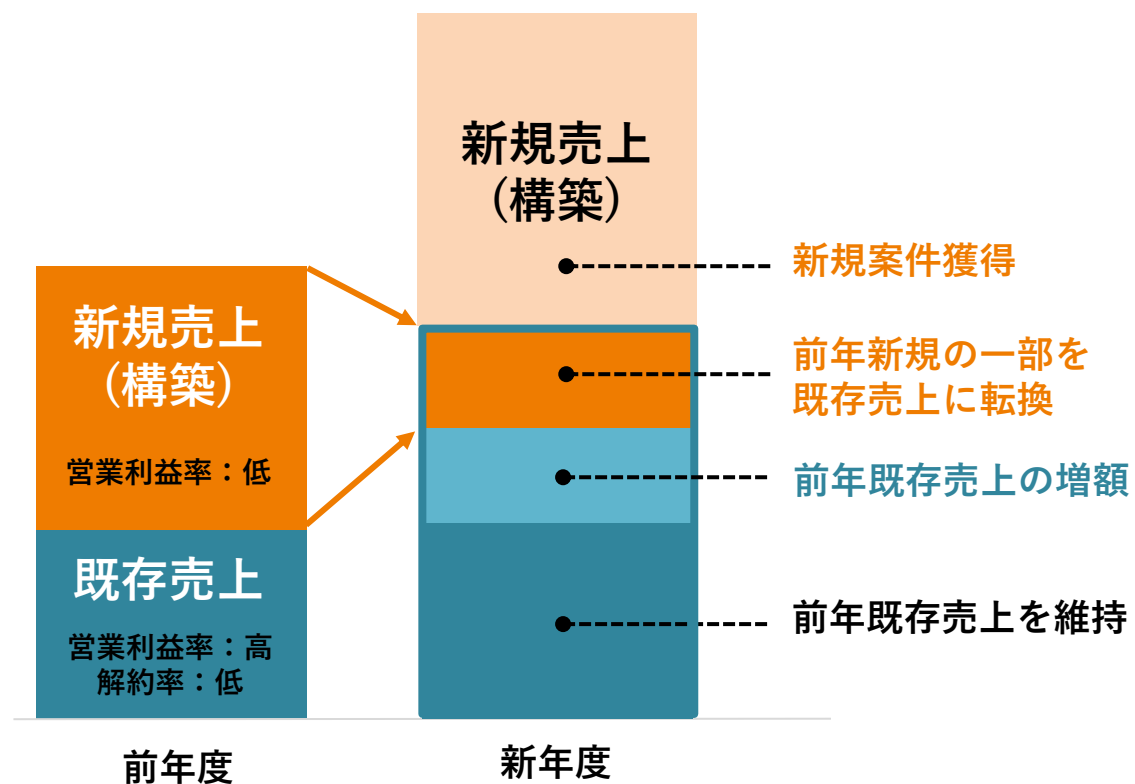 新規売上
(構築)
営業利益率：低
既存売上
営業利益率：高
解約率：低
前年度
新規売上
(構築)
新規案件獲得
前年新規の一部を
既存売上に転換
前年既存売上の増額
前年既存売上を維持
新年度